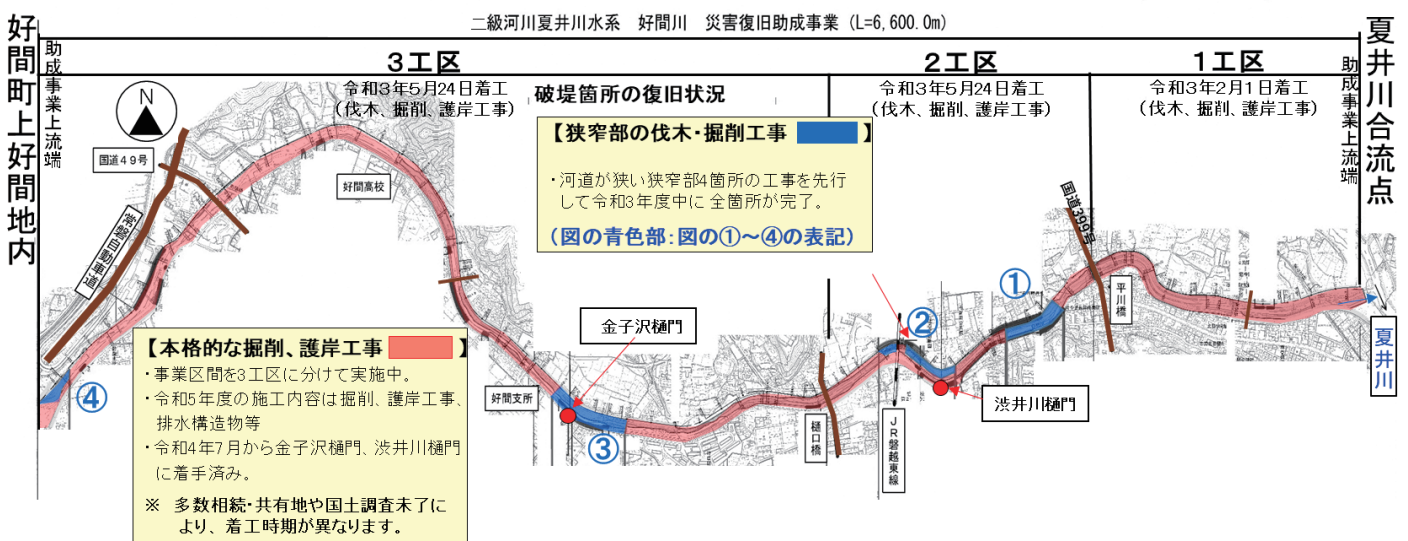 二級河川夏井川水系 好間川 災害復旧助成事業 (L=6,600.0m)
好間町上好間地内
助成事業上流端
3工区
令和3年5月24日着工
(伐木、掘削、護岸工事)
2工区
令和3年5月24日着工
(伐木、掘削、護岸工事)
1工区
令和3年2月1日着工
(伐木、掘削、護岸工事)
助成事業上流端
夏井川合流点
破堤箇所の復旧状況
【狭窄部の伐木・掘削工事 】
・河道が狭い狭窄部4箇所の工事を先行
して令和3年度中に全箇所が完了。
(図の青色部:図の①~④の表記)
N
国道49号
常磐自動車道
好間高校
国道399号
平川橋
①
②
夏井川
金子沢樋門
渋井川樋門
④
好間支所
③
樋口橋
JR磐越東線
【本格的な掘削、護岸工事 】
・事業区間を3工区に分けて実施中。
・令和5年度の施工内容は掘削、護岸工事、
排水構造物等
・令和4年7月から金子沢樋門、渋井川樋門
に着手済み。
※ 多数相続・共有地や国土調査未了に
より、着工時期が異なります。